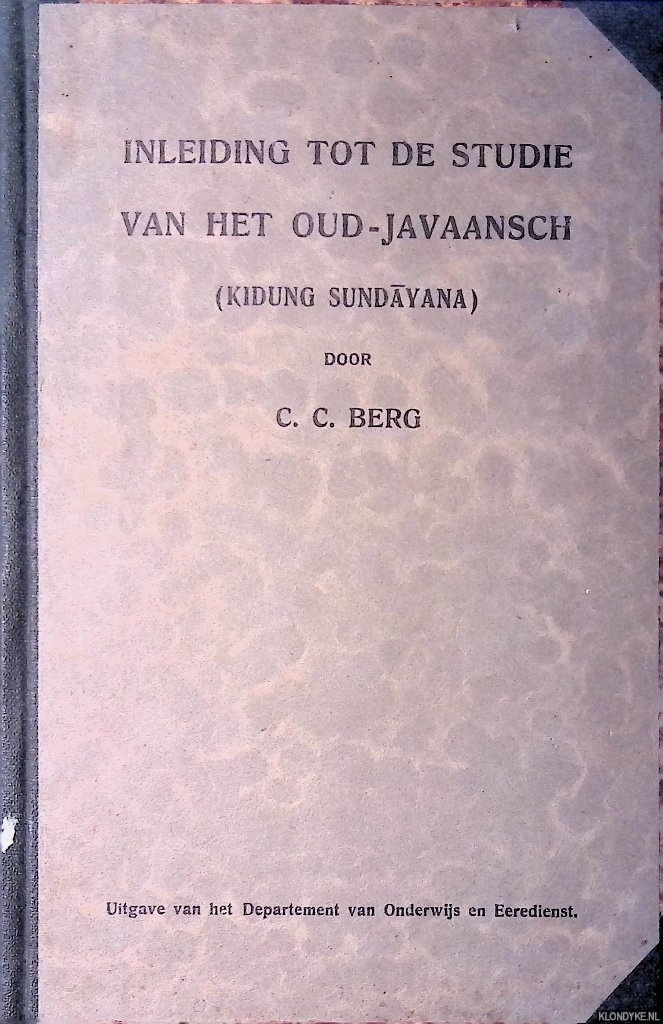 INLEIDING TOT DE STUDIE
VAN HET OUD-JAVAANSCH
(KIDUNG SUNDĀYANA)
DOOR
C. C. BERG
Uitgave van het Departement van Onderwijs en Eeredienst.
KLONDYKE.NL